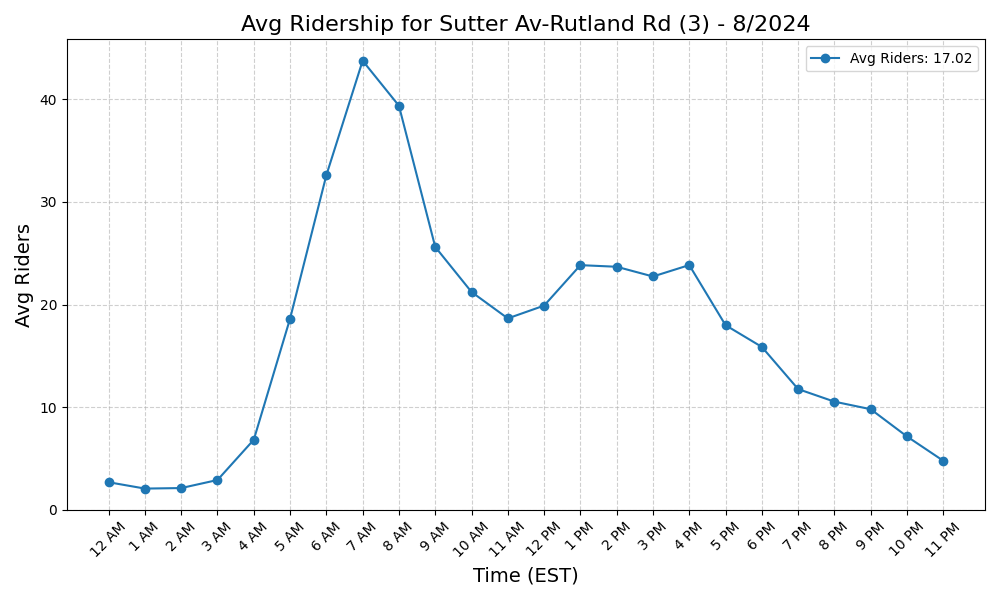 Avg Ridership for Sutter Av-Rutland Rd (3) - 8/2024
Avg Riders: 17.02
Avg Riders
40
30
20
10
0
12 AM
1 AM
2 AM
3 AM
4 AM
5 AM
6 AM
7 AM
8 AM
9 AM
10 AM
11 AM
12 PM
1 PM
2 PM
3 PM
4 PM
5 PM
6 PM
7 PM
8 PM
9 PM
10 PM
11 PM
Time (EST)